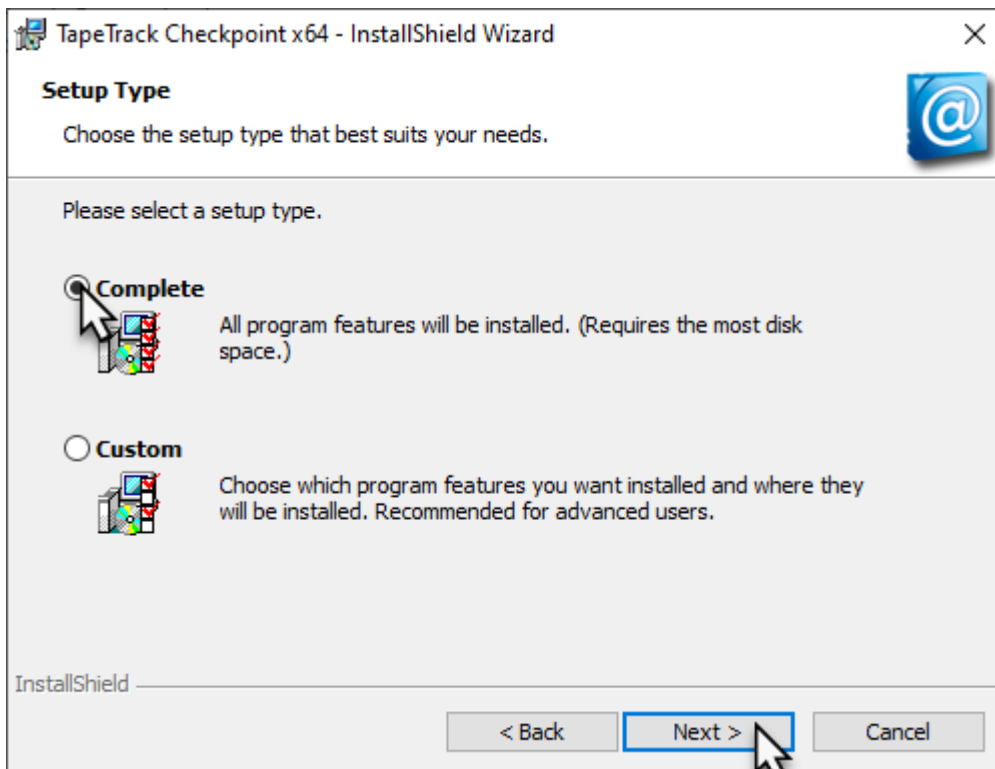 TapeTrack Checkpoint x64 - InstallShield Wizard
Setup Type
Choose the setup type that best suits your needs.
@
Please select a setup type.
Complete
All program features will be installed. (Requires the most disk
space.)
Custom
Choose which program features you want installed and where they
will be installed. Recommended for advanced users.
InstallShield
< Back
Next >
Cancel